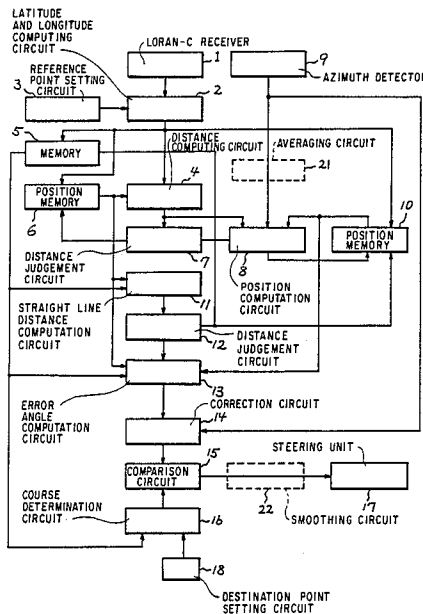 LATITUDE
AND LONGITUDE
COMPUTING
CIRCUIT
LORAN-C RECEIVER
1
9
AZIMUTH DETECTOR
REFERENCE
POINT SETTING
CIRCUIT
3
2
5
MEMORY
DISTANCE
COMPUTING CIRCUIT
AVERAGING CIRCUIT
21
4
10
POSITION
MEMORY
6
POSITION
MEMORY
7
8
DISTANCE
JUDGEMENT CIRCUIT
POSITION
COMPUTATION
CIRCUIT
STRAIGHT LINE
DISTANCE
COMPUTATION
CIRCUIT
11
12
DISTANCE
JUDGEMENT CIRCUIT
13
ERROR
ANGLE
COMPUTATION
CIRCUIT
CORRECTION CIRCUIT
14
15
COMPARISON
CIRCUIT
STEERING UNIT
17
COURSE
DETERMINATION
CIRCUIT
22
SMOOTHING CIRCUIT
16
18
DESTINATION POINT
SETTING CIRCUIT